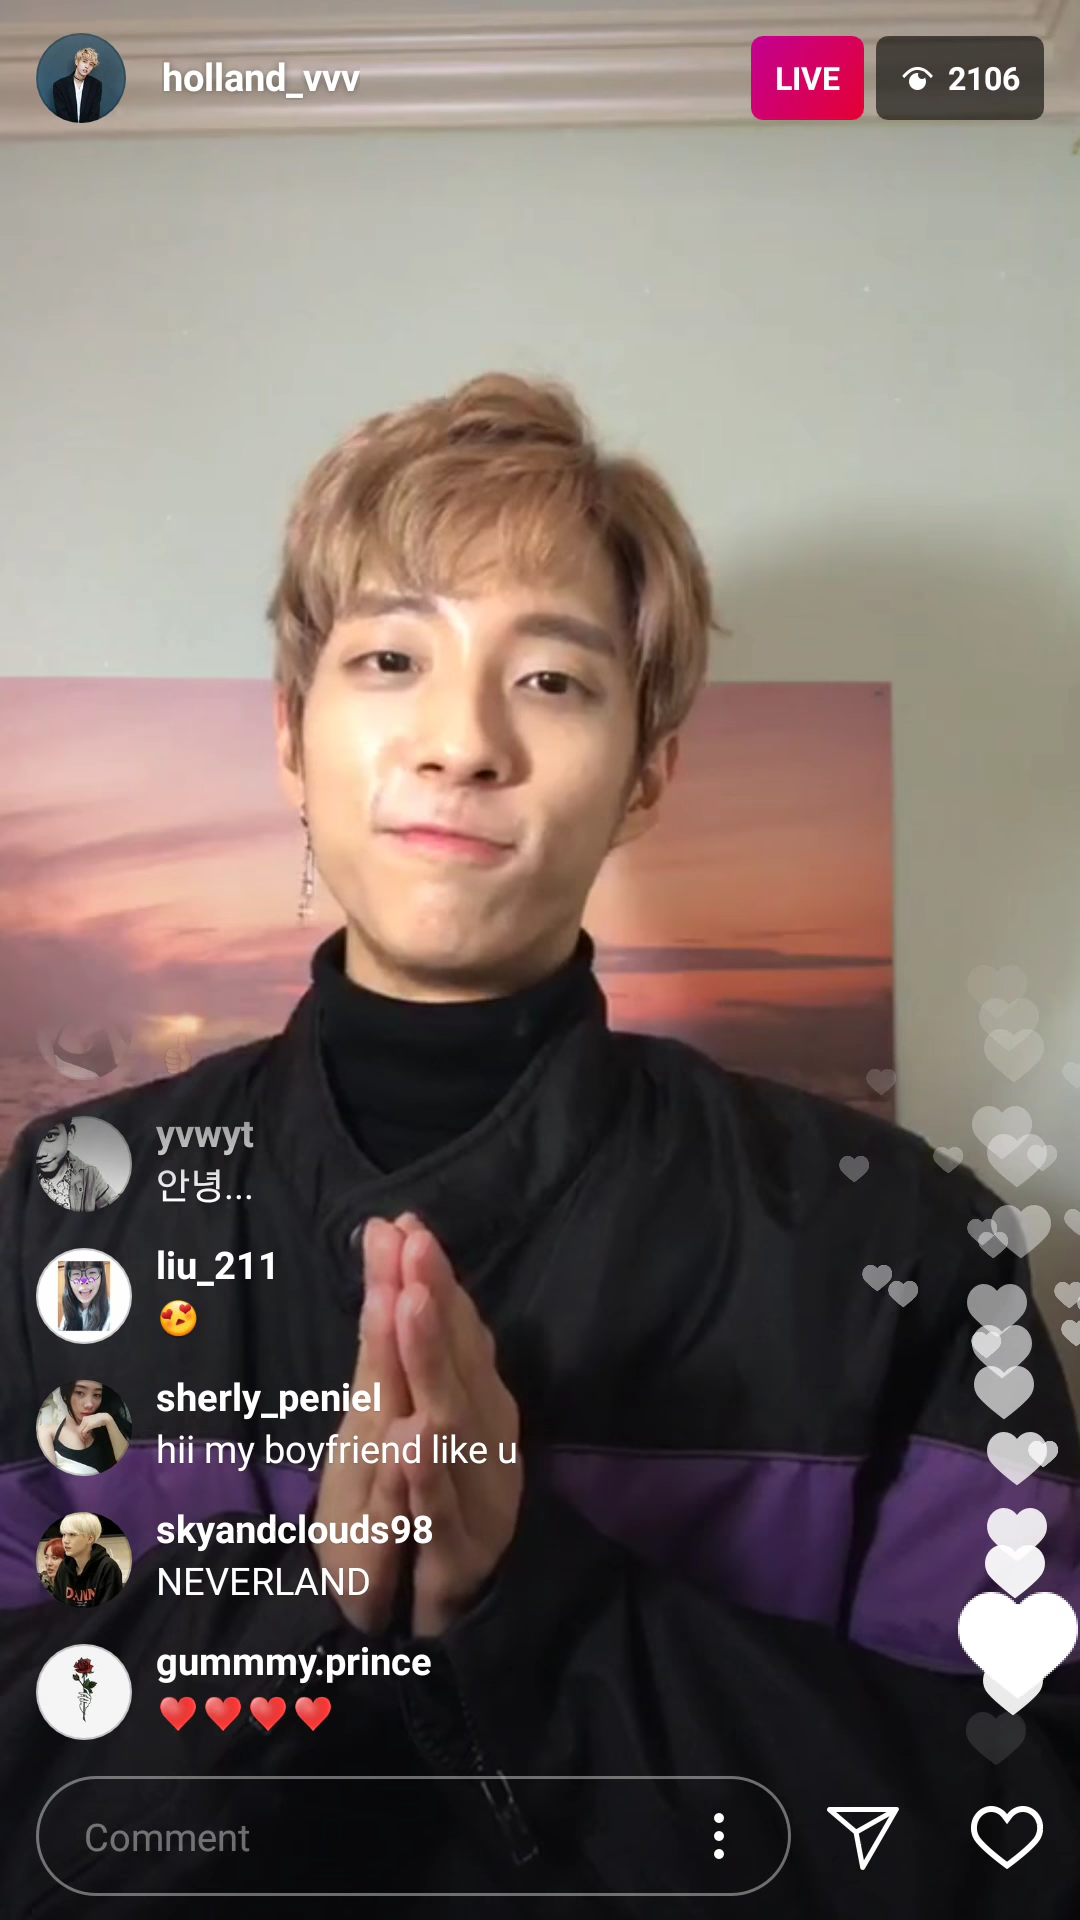 holland_vvv
LIVE
2106
👍
yvwyt
안녕...
liu_211
😍
sherly_peniel
hii my boyfriend like u
skyandclouds98
NEVERLAND
gummmy.prince
❤️❤️❤️❤️
Comment